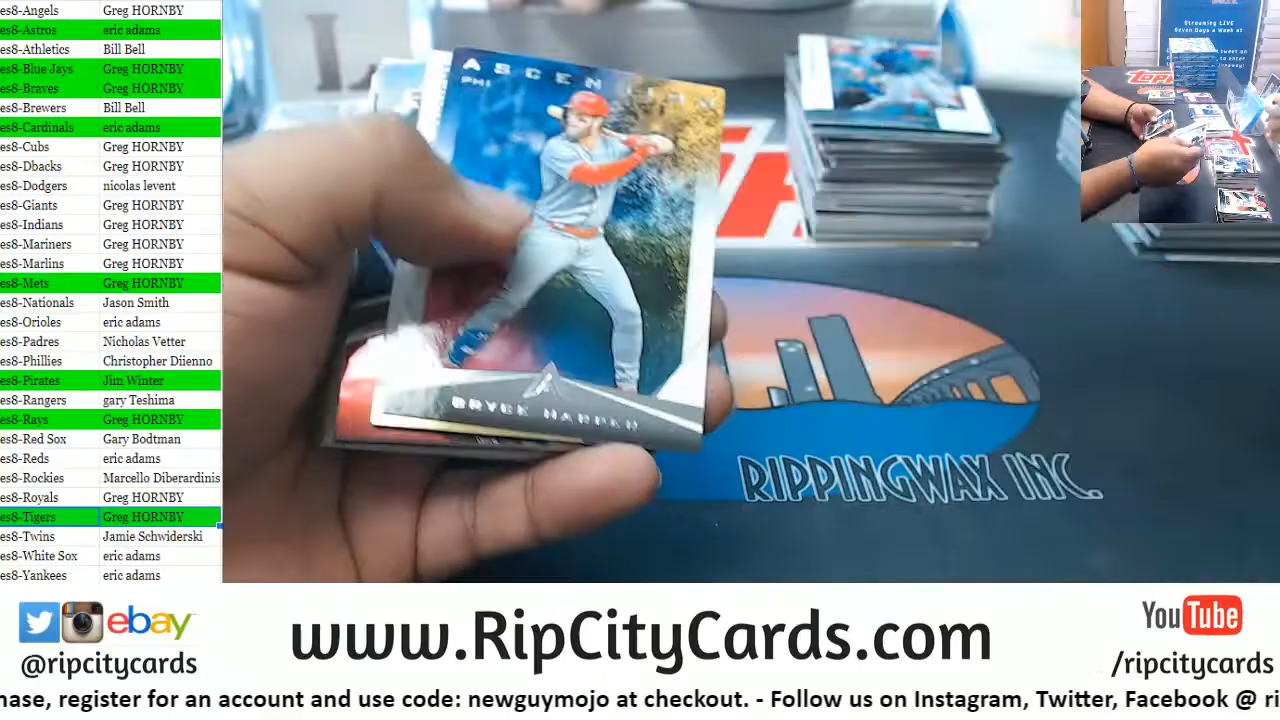 es8-Angels Greg HORNBY
es8-Astros eric adams
es8-Athletics Bill Bell
es8-Blue Jays Greg HORNBY
es8-Braves Greg HORNBY
es8-Brewers Bill Bell
es8-Cardinals eric adams
es8-Cubs Greg HORNBY
es8-Dbacks Greg HORNBY
es8-Dodgers nicolas levent
es8-Giants Greg HORNBY
es8-Indians Greg HORNBY
es8-Mariners Greg HORNBY
es8-Marlins Greg HORNBY
es8-Mets Greg HORNBY
es8-Nationals Jason Smith
es8-Orioles eric adams
es8-Padres Nicholas Vetter
es8-Phillies Christopher Diienno
es8-Pirates Jim Winter
es8-Rangers gary Teshima
es8-Rays Greg HORNBY
es8-Red Sox Gary Bodtman
es8-Reds eric adams
es8-Rockies Marcello Diberardinis
es8-Royals Greg HORNBY
es8-Tigers Greg HORNBY
es8-Twins Jamie Schwiderski
es8-White Sox eric adams
es8-Yankees eric adams
PHI
BRYCE HARPER
RIPPINGWAX INC.
Streaming LIVE
Seven Days a Week at
Topps
ebay
@ripcitycards
www.RipCityCards.com
YouTube
/ripcitycards
hase, register for an account and use code: newguymojo at checkout. - Follow us on Instagram, Twitter, Facebook @ ri